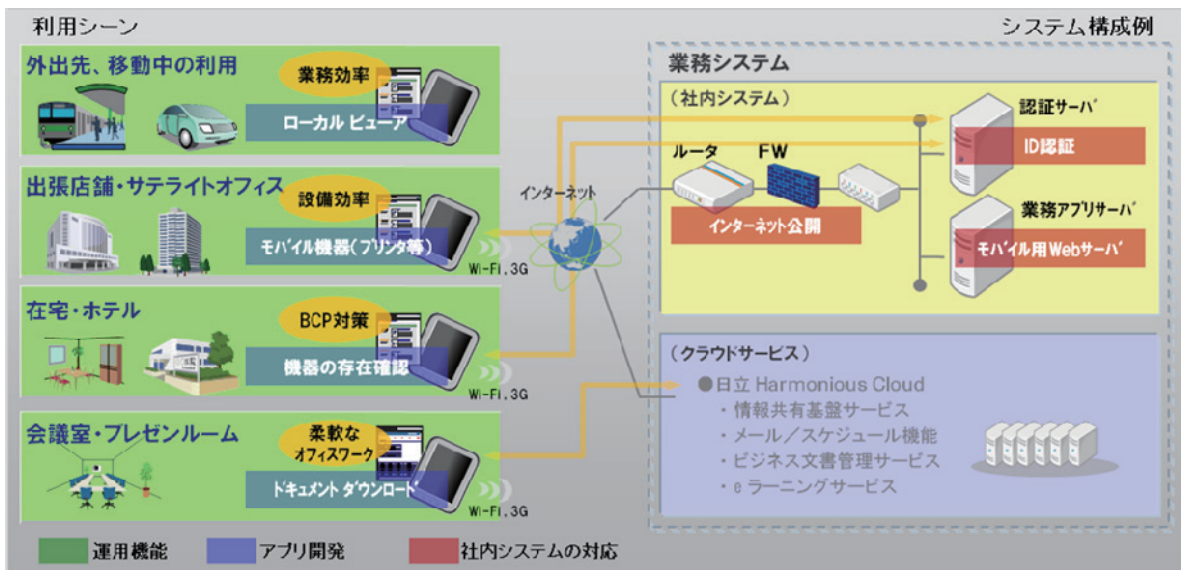 利用シーン
システム構成例
外出先、移動中の利用
業務効率
ローカル ビューア
出張店舗・サテライトオフィス
設備効率
モバイル機器(プリンタ等)
Wi-Fi,3G
在宅・ホテル
BCP対策
機器の存在確認
Wi-Fi,3G
会議室・プレゼンルーム
柔軟な
オフィスワーク
ドキュメント ダウンロード
Wi-Fi,3G
インターネット
業務システム
(社内システム)
ルータ
FW
インターネット公開
認証サーバ
ID認証
業務アプリサーバ
モバイル用Webサーバ
(クラウドサービス)
●日立 Harmonious Cloud
・情報共有基盤サービス
・メール/スケジュール機能
・ビジネス文書管理サービス
・e ラーニングサービス
運用機能
アプリ開発
社内システムの対応